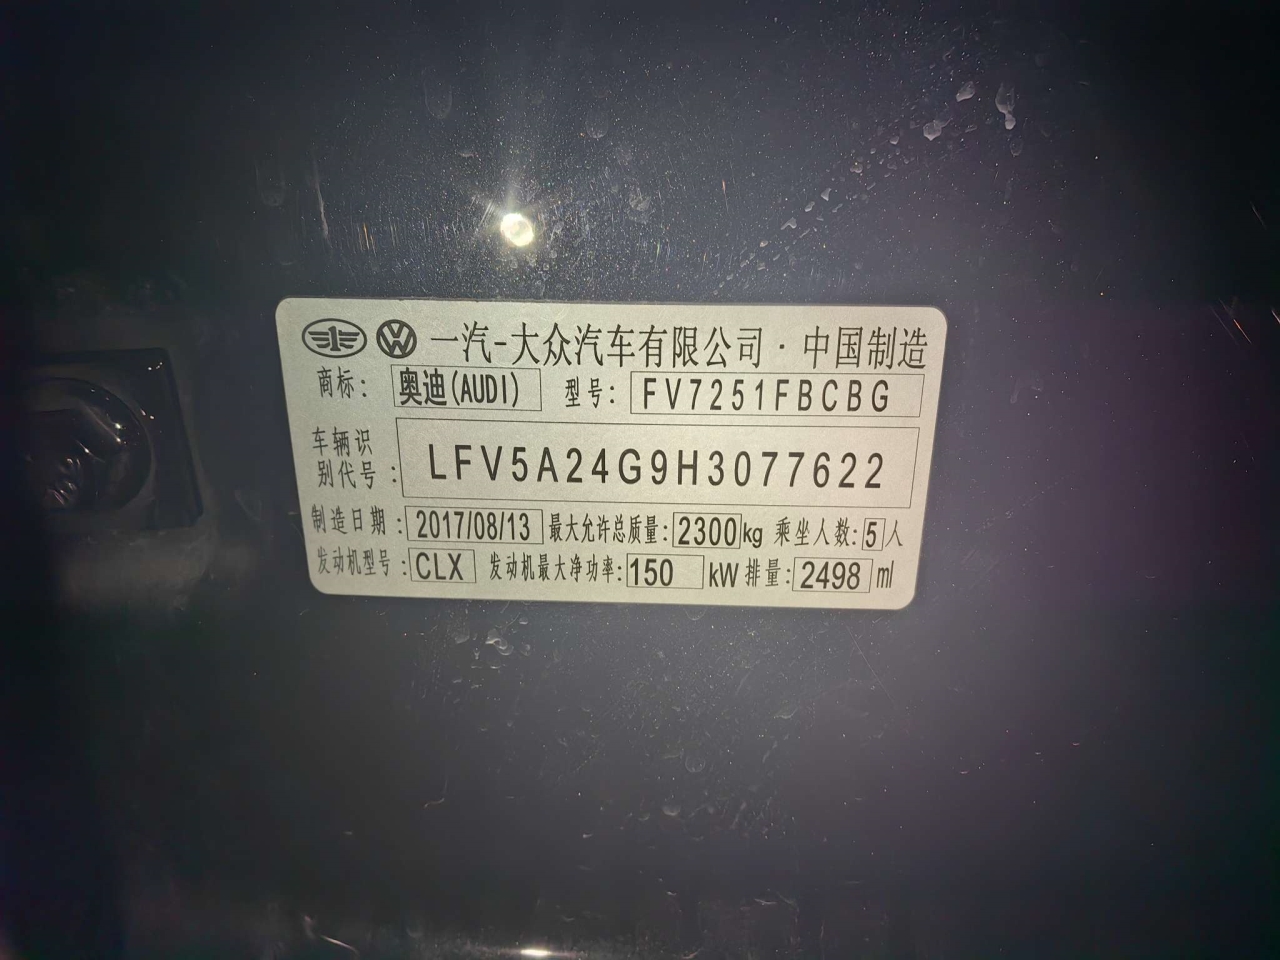 一汽-大众汽车有限公司·中国制造
商标: 奥迪(AUDI) 型号: FV7251FBCBG
车辆识别代号: LFV5A24G9H3077622
制造日期: 2017/08/13 最大允许总质量: 2300kg 乘坐人数: 5人
发动机型号: CLX 发动机最大净功率: 150 kW 排量: 2498 ml